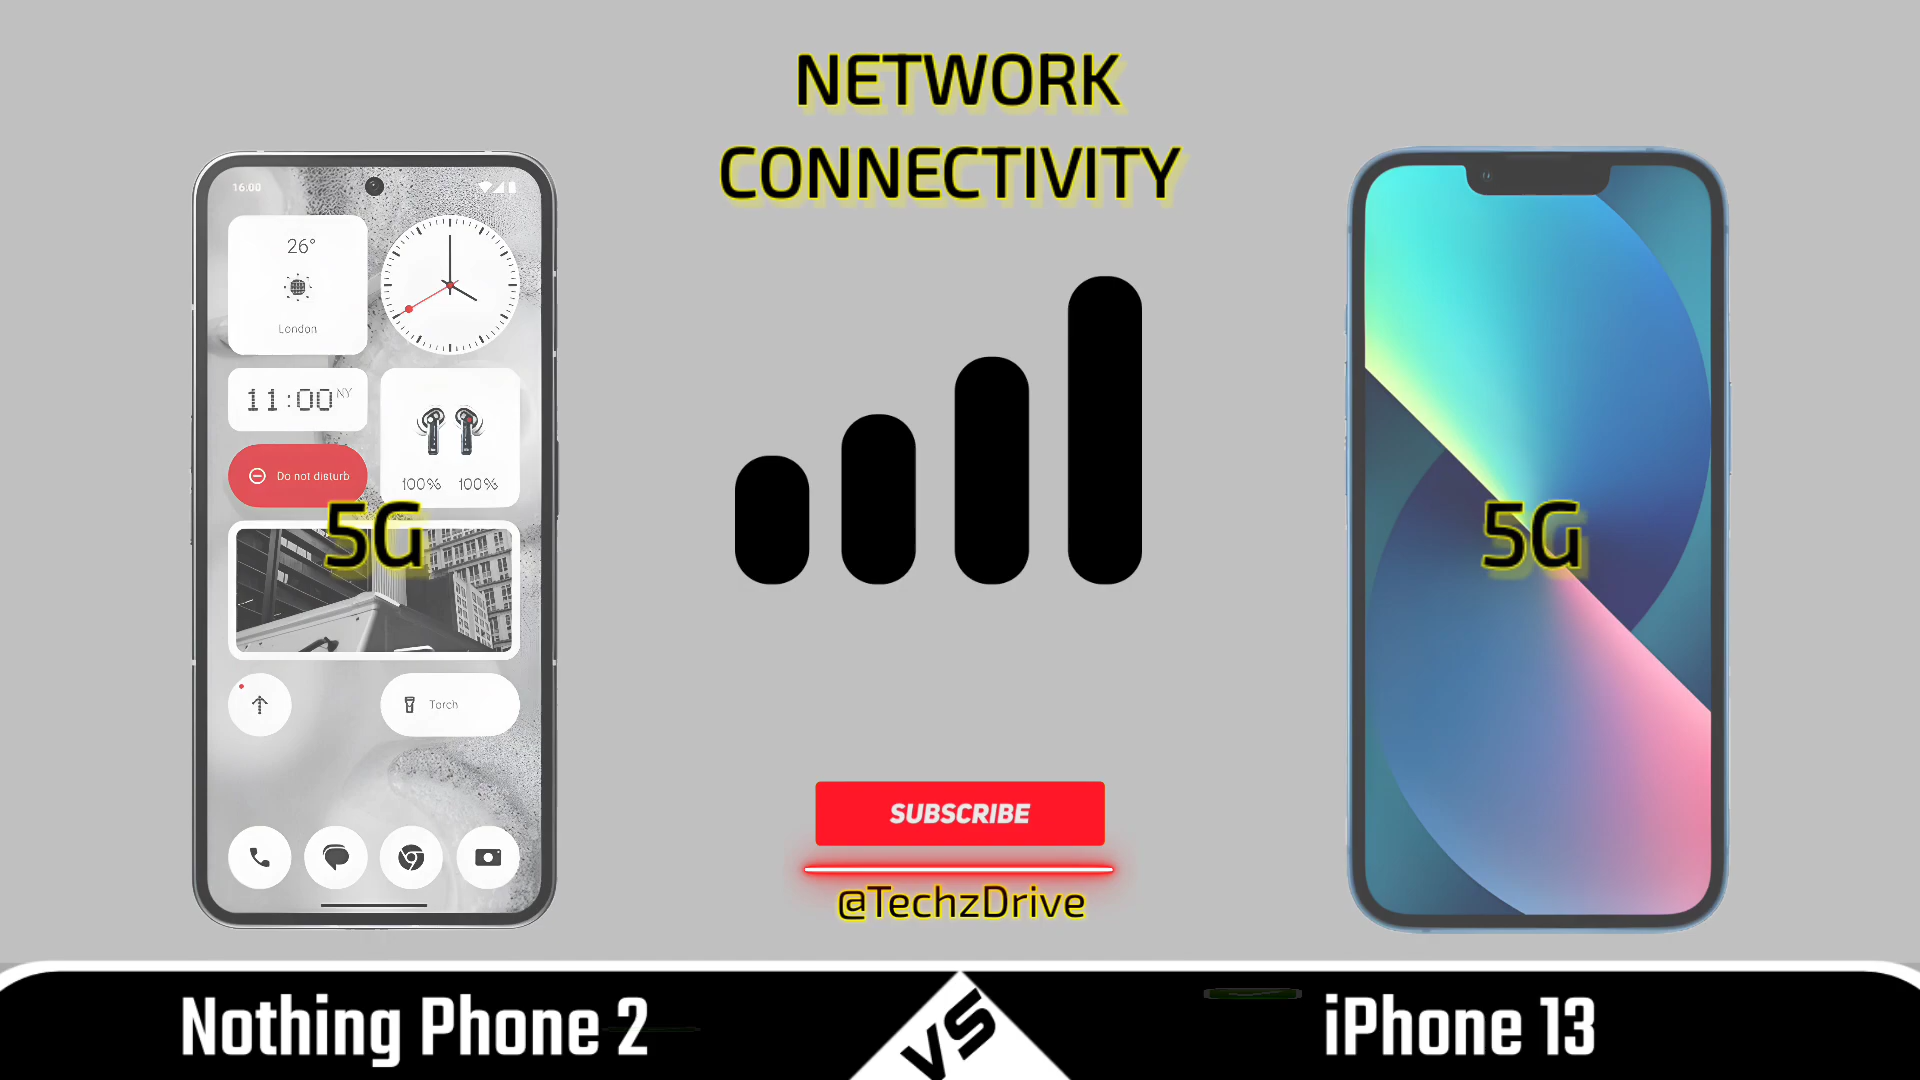 NETWORK
CONNECTIVITY
16:00
26°
London
11:00 NY
Do not disturb
100% 100%
Torch
5G
5G
SUBSCRIBE
@TechzDrive
Nothing Phone 2
VS
iPhone 13